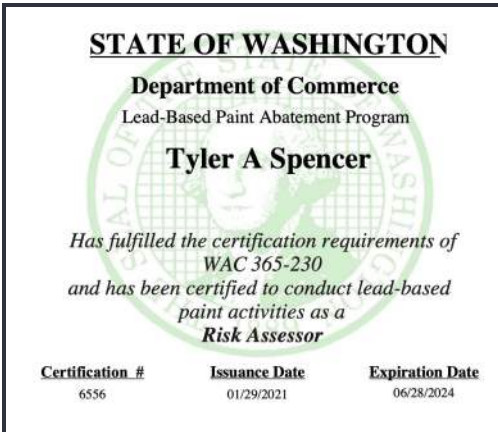 STATE OF WASHINGTON
Department of Commerce
Lead-Based Paint Abatement Program
Tyler A Spencer
Has fulfilled the certification requirements of
WAC 365-230
and has been certified to conduct lead-based
paint activities as a
Risk Assessor
Certification # Issuance Date Expiration Date
6556 01/29/2021 06/28/2024